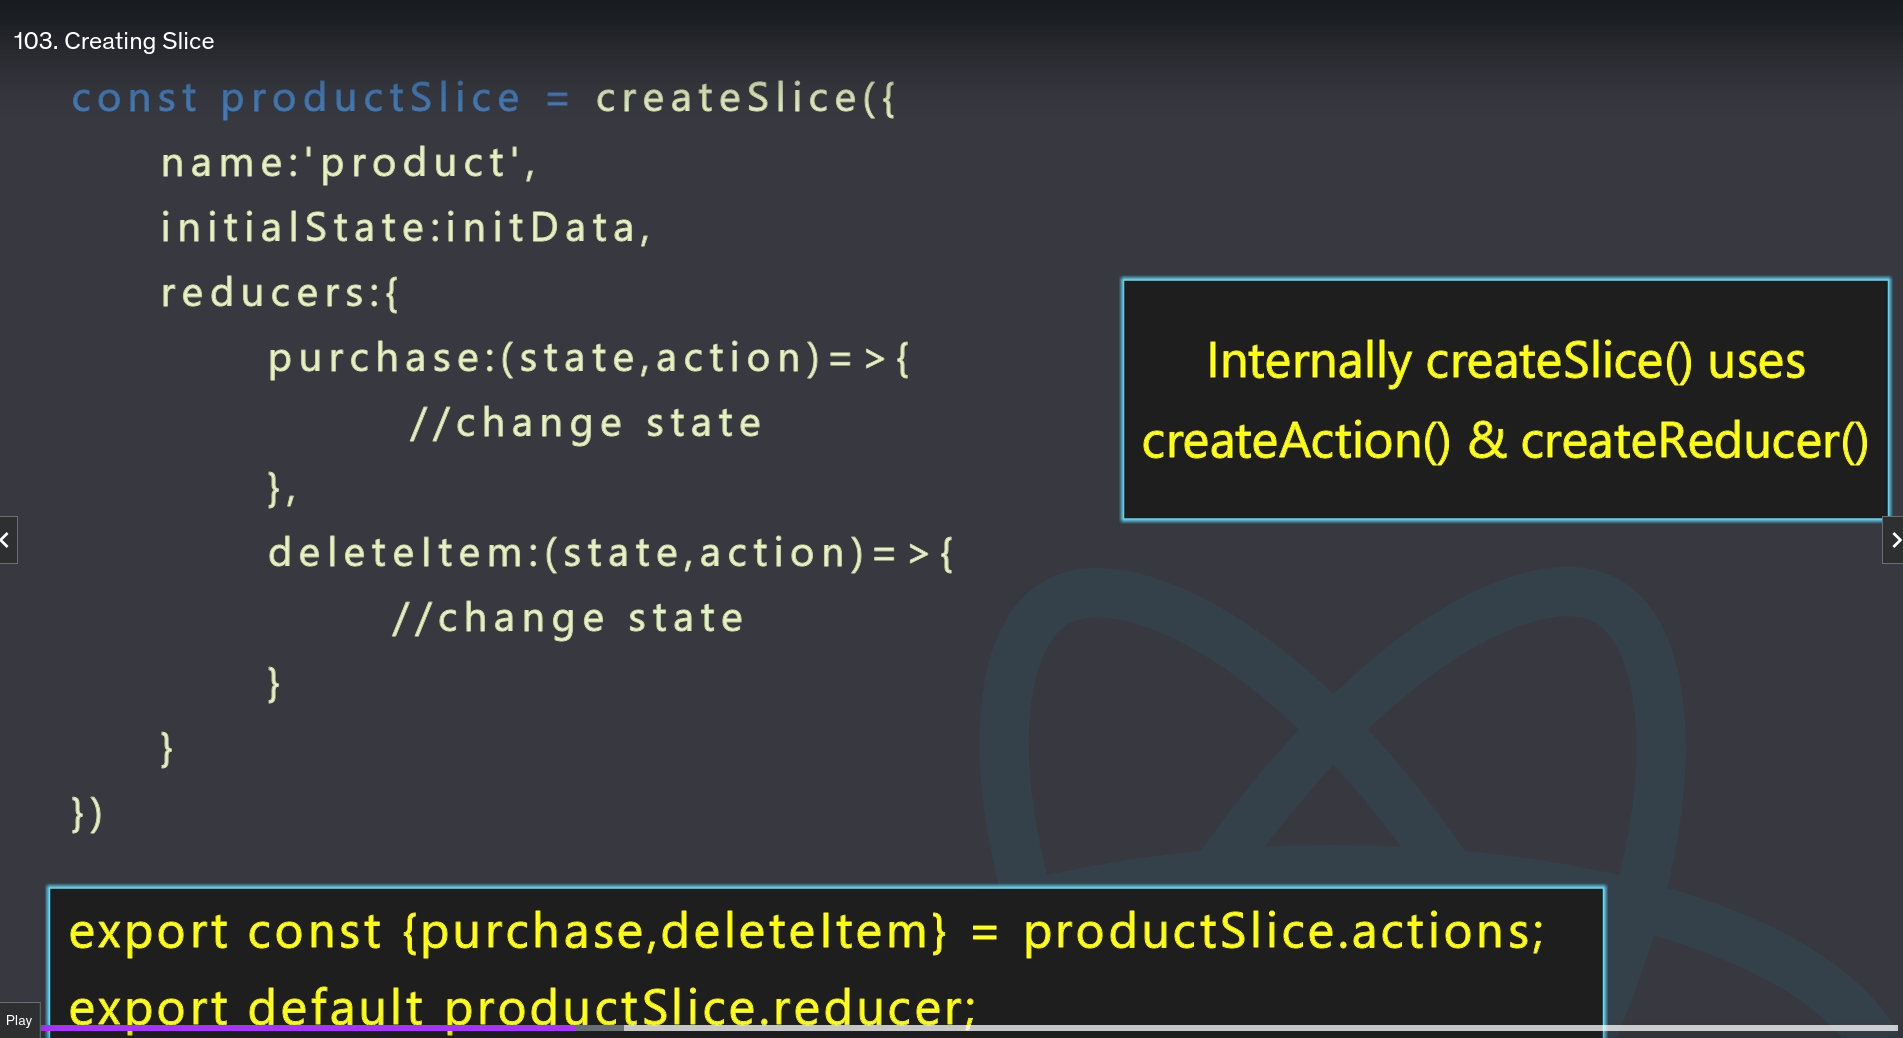 103. Creating Slice
const productSlice = createSlice({
name:'product',
initialState:initData,
reducers:{
purchase:(state,action)=>{
//change state
},
deleteItem:(state,action)=>{
//change state
}
}
})
Internally createSlice() uses
createAction() & createReducer()
export const {purchase,deleteItem} = productSlice.actions;
export default productSlice.reducer;
Play